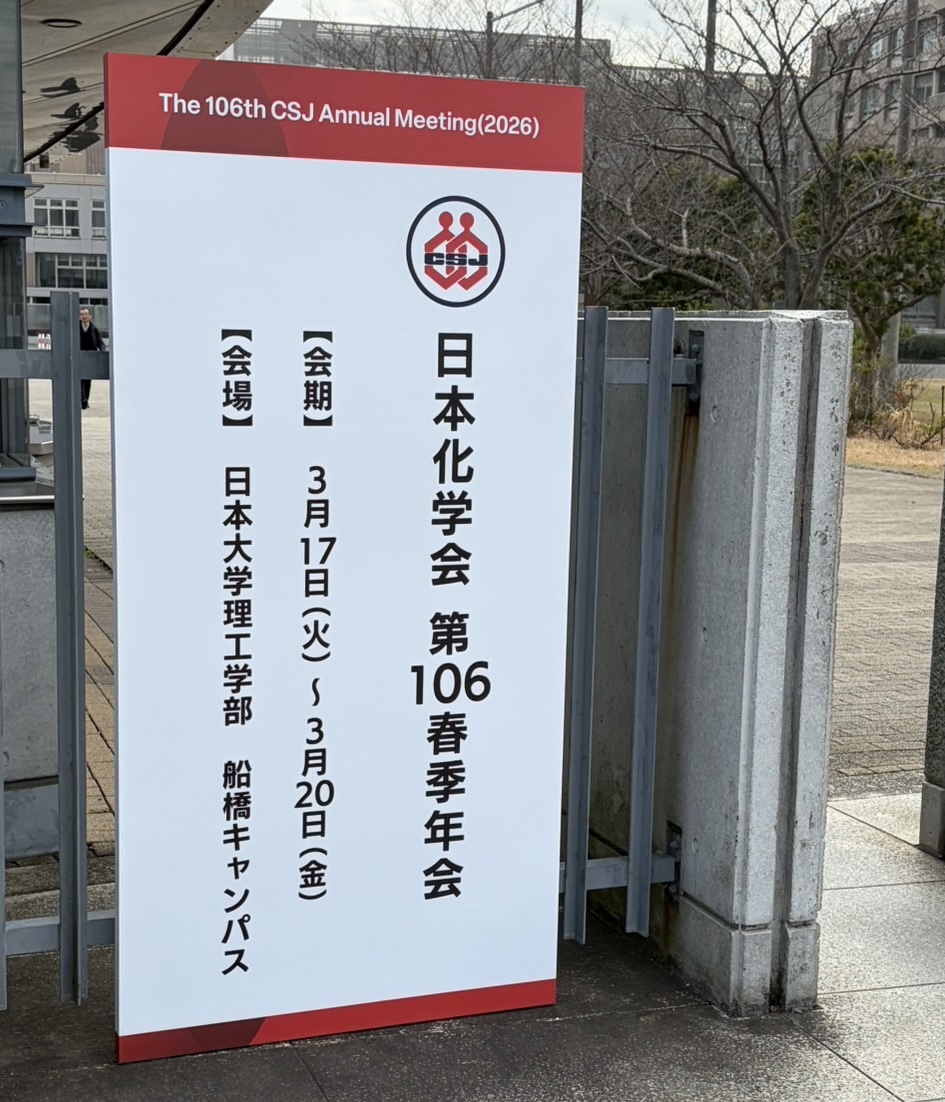 The 106th CSJ Annual Meeting(2026)
CSJ
日本化学会 第106春季年会
【会期】 3月17日(火)～3月20日(金)
【会場】 日本大学理工学部 船橋キャンパス